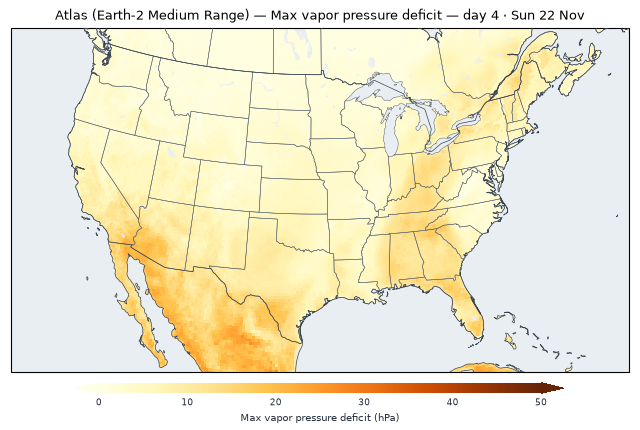 Atlas (Earth-2 Medium Range) — Max vapor pressure deficit — day 4 · Sun 22 Nov
0 10 20 30 40 50
Max vapor pressure deficit (hPa)